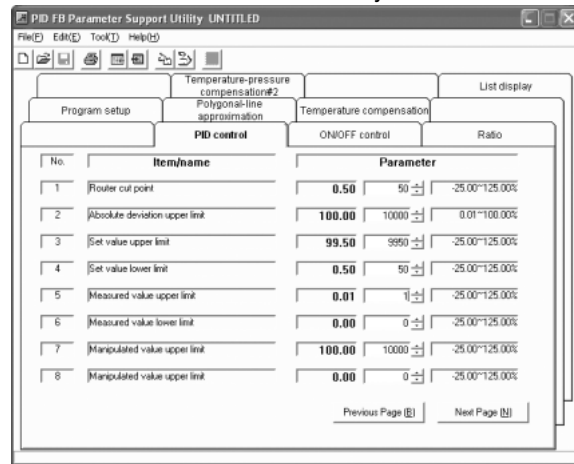 PID FB Parameter Support Utility UNTITLED
File(F) Edit(E) Tool(T) Help(H)
Temperature-pressure
compensation#2
List display
Program setup
Polygonal-line
approximation
Temperature compensation
PID control
ON/OFF control
Ratio
No. Item/name Parameter
1 Router cut point 0.50 50 -25.00~125.00%
2 Absolute deviation upper limit 100.00 10000 0.01~100.00%
3 Set value upper limit 99.50 9950 -25.00~125.00%
4 Set value lower limit 0.50 50 -25.00~125.00%
5 Measured value upper limit 0.01 1 -25.00~125.00%
6 Measured value lower limit 0.00 0 -25.00~125.00%
7 Manipulated value upper limit 100.00 10000 -25.00~125.00%
8 Manipulated value upper limit 0.00 0 -25.00~125.00%
Previous Page (B) Next Page (N)